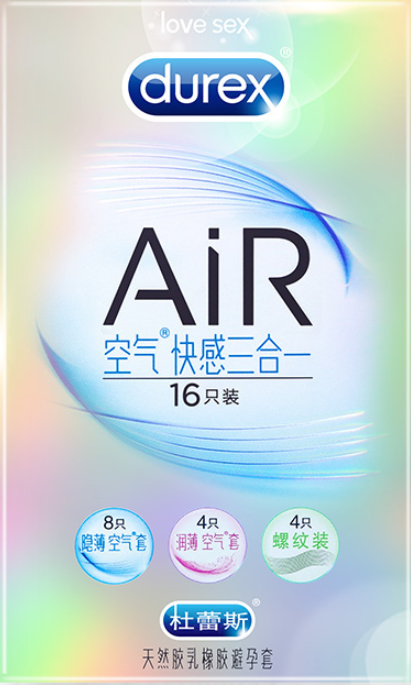 love sex
durex®
AiR
空气®快感三合一
16只装
8只
隐薄空气®套
4只
润薄空气®套
4只
螺纹装
杜蕾斯®
天然胶乳橡胶避孕套